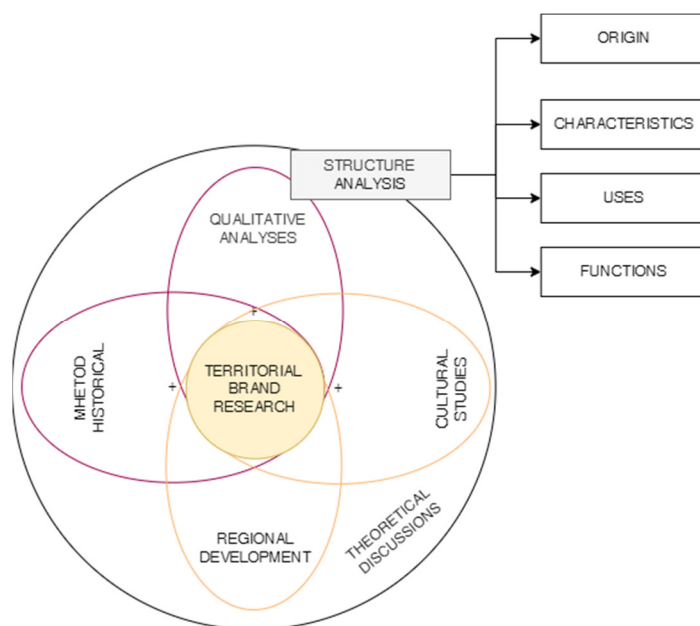 ORIGIN
CHARACTERISTICS
USES
FUNCTIONS
STRUCTURE
ANALYSIS
QUALITATIVE
ANALYSES
+
MHETOD
HISTORICAL
+
TERRITORIAL
BRAND
RESEARCH
+
CULTURAL
STUDIES
REGIONAL
DEVELOPMENT
THEORETICAL
DISCUSSIONS